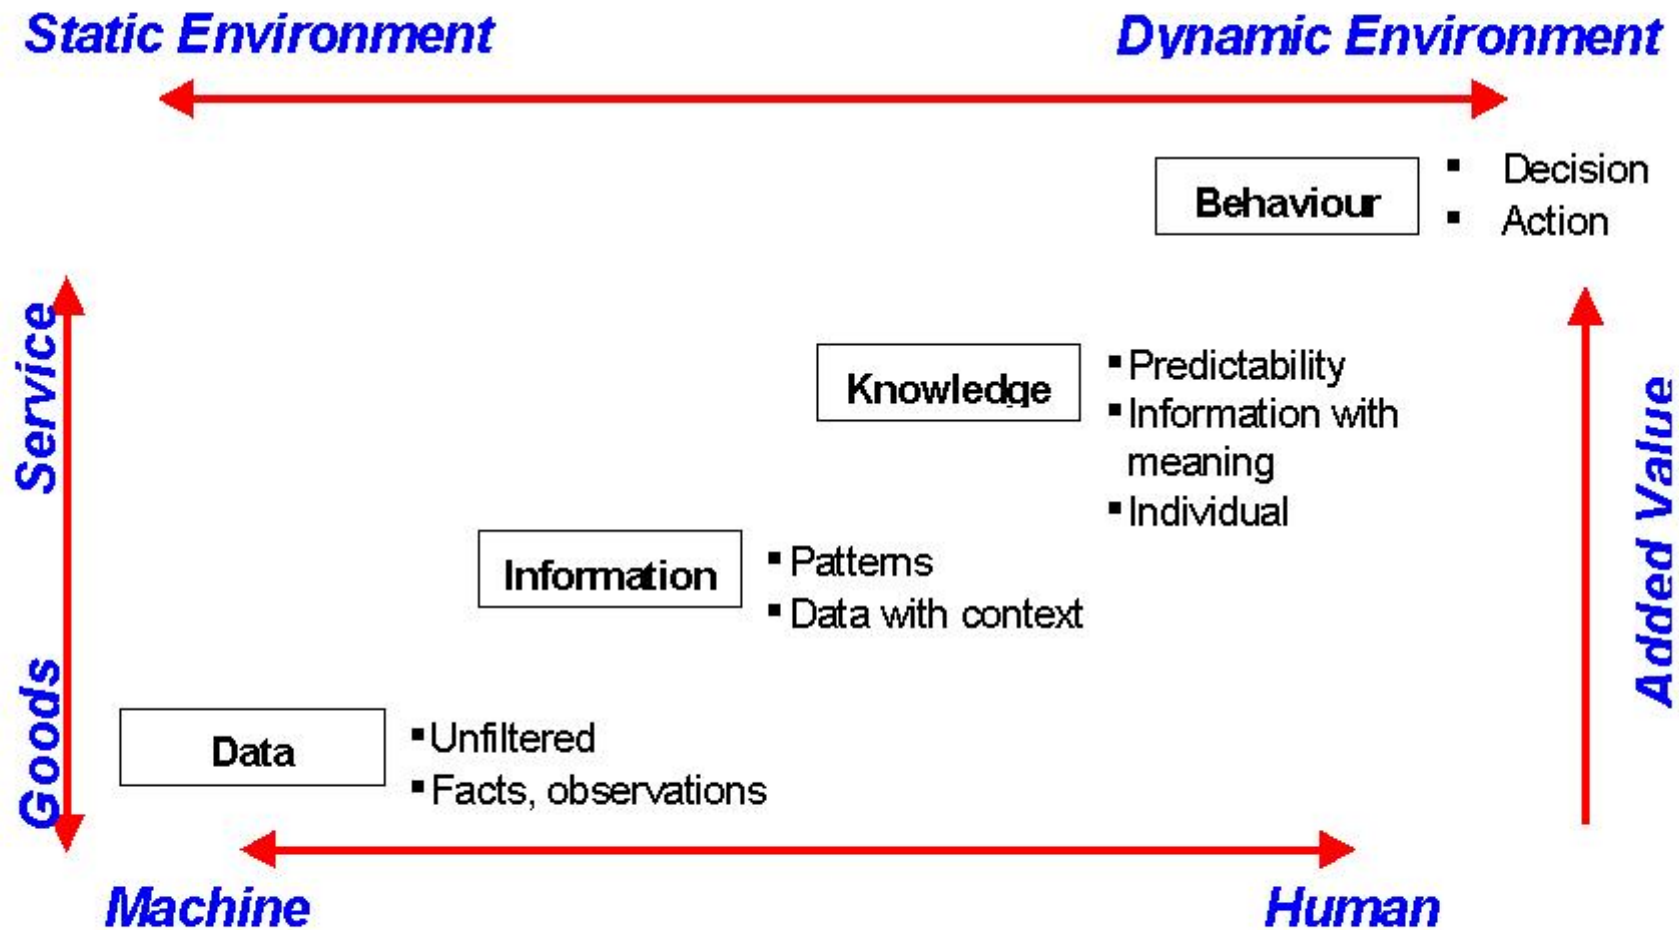 Static Environment
Dynamic Environment
Behaviour
Decision
Action
Service
Knowledge
Predictability
Information with
meaning
Individual
Added Value
Information
Patterns
Data with context
Goods
Data
Unfiltered
Facts, observations
Machine
Human